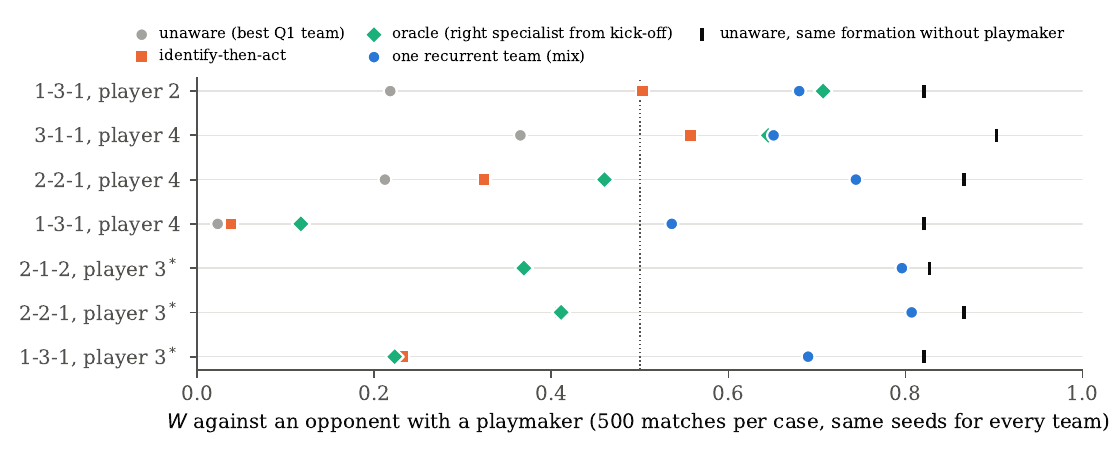 unaware (best Q1 team)
oracle (right specialist from kick-off)
unaware, same formation without playmaker
identify-then-act
one recurrent team (mix)
1-3-1, player 2
3-1-1, player 4
2-2-1, player 4
1-3-1, player 4
2-1-2, player 3*
2-2-1, player 3*
1-3-1, player 3*
0.0 0.2 0.4 0.6 0.8 1.0
W against an opponent with a playmaker (500 matches per case, same seeds for every team)